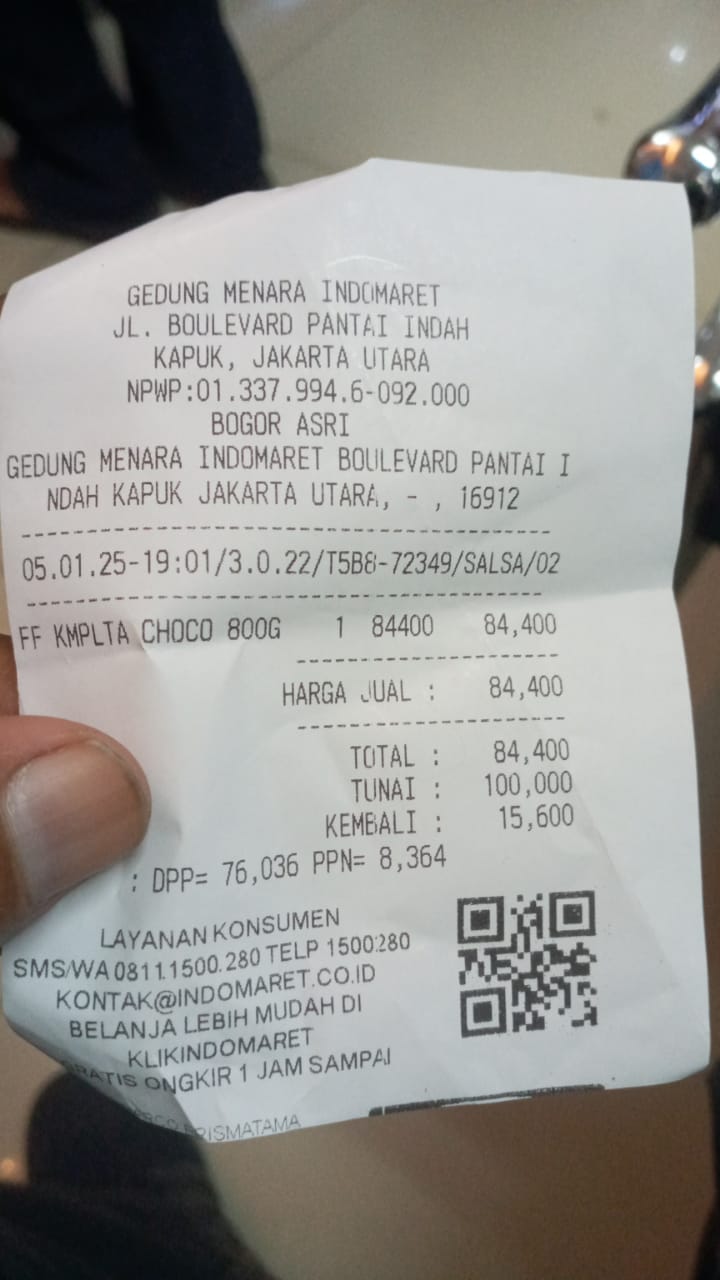 GEDUNG MENARA INDOMARET
JL. BOULEVARD PANTAI INDAH
KAPUK, JAKARTA UTARA
NPWP:01.337.994.6-092.000
BOGOR ASRI
GEDUNG MENARA INDOMARET BOULEVARD PANTAI I
NDAH KAPUK JAKARTA UTARA, - , 16912
05.01.25-19:01/3.0.22/T5B8-72349/SALSA/02
FF KMPLTA CHOCO 800G 1 84400 84,400
HARGA JUAL : 84,400
TOTAL : 84,400
TUNAI : 100,000
KEMBALI : 15,600
: DPP= 76,036 PPN= 8,364
LAYANAN KONSUMEN
SMS/WA 0811.1500.280 TELP 1500:280
KONTAK@INDOMARET.CO.ID
BELANJA LEBIH MUDAH DI
KLIKINDOMARET
GRATIS ONGKIR 1 JAM SAMPAI
PRISMATAMA